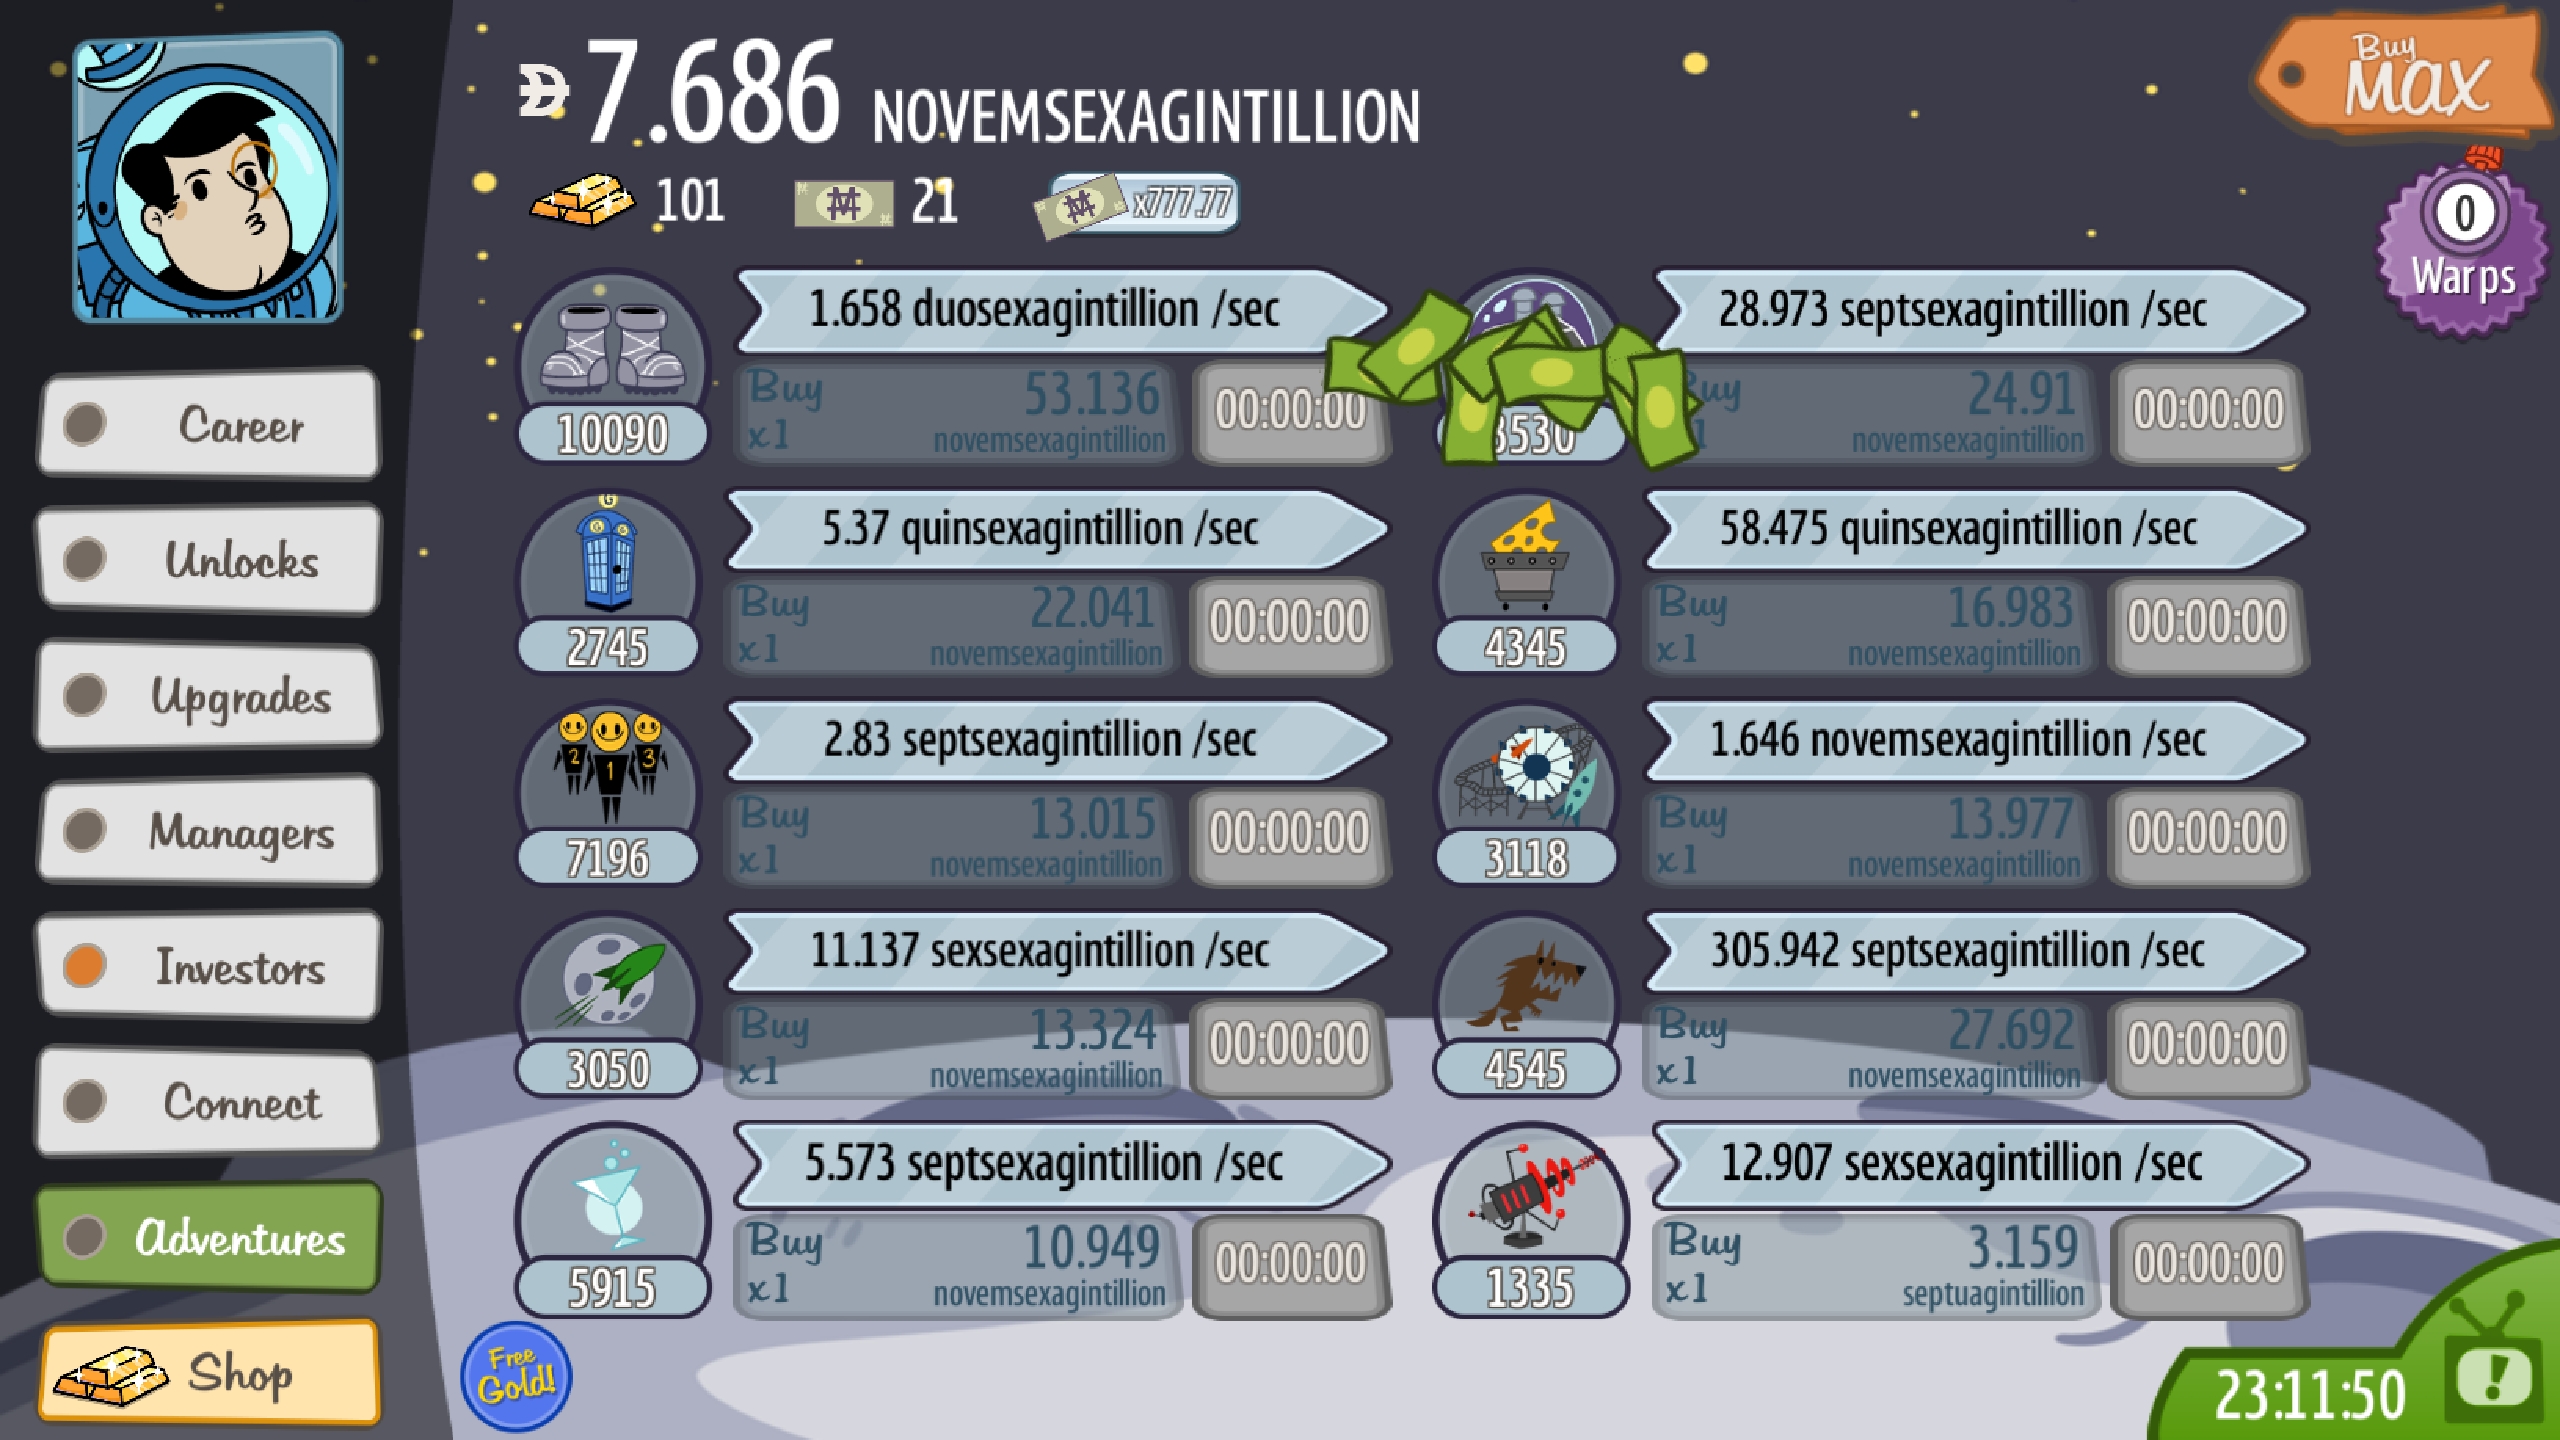 7.686 NOVEMSEXAGINTILLION
Buy
MAX
101
21
x777.77
0
Warps
Career
Unlocks
Upgrades
Managers
Investors
Connect
Adventures
Shop
1.658 duosexagintillion /sec
Buy
x1
53.136
novemsexagintillion
00:00:00
10090
28.973 septsexagintillion /sec
24.91
novemsexagintillion
00:00:00
3530
5.37 quinsexagintillion /sec
Buy
x1
22.041
novemsexagintillion
00:00:00
2745
58.475 quinsexagintillion /sec
Buy
x1
16.983
novemsexagintillion
00:00:00
4345
2 1 3
2.83 septsexagintillion /sec
Buy
x1
13.015
novemsexagintillion
00:00:00
7196
1.646 novemsexagintillion /sec
Buy
x1
13.977
novemsexagintillion
00:00:00
3118
11.137 sexsexagintillion /sec
Buy
x1
13.324
novemsexagintillion
00:00:00
3050
305.942 septsexagintillion /sec
Buy
x1
27.692
novemsexagintillion
00:00:00
4545
5.573 septsexagintillion /sec
Buy
x1
10.949
novemsexagintillion
00:00:00
5915
12.907 sexsexagintillion /sec
Buy
x1
3.159
septuagintillion
00:00:00
1335
Free
Gold!
23:11:50
!